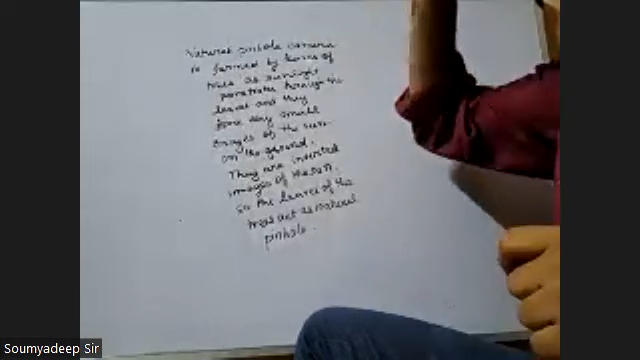 Natural pinhole camera
is formed by leaves of
trees as sunlight
penetrates through the
leaves and they
form very small
images of the sun
on the ground.
They are inverted
images of the sun.
So the leaves of the
trees act as natural
pinhole.
Soumyadeep Sir